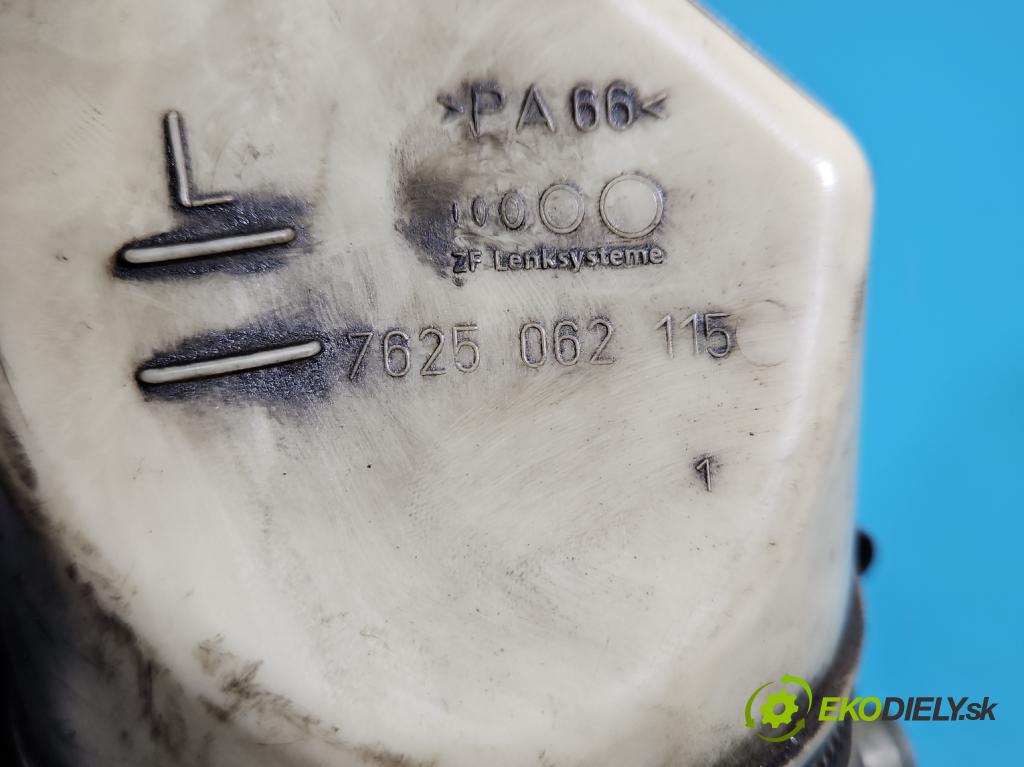 >PA66<
L
ZF Lenksysteme
7625 062 115
1
EKODIELY.sk